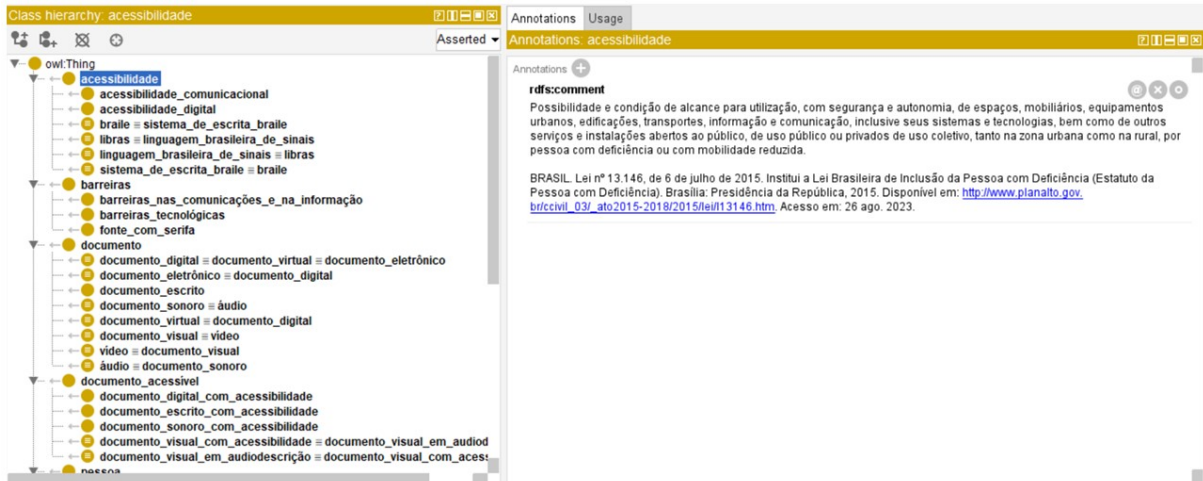 Class hierarchy: acessibilidade
Asserted
owl:Thing
acessibilidade
acessibilidade_comunicacional
acessibilidade_digital
braile ≡ sistema_de_escrita_braile
libras ≡ linguagem_brasileira_de_sinais
linguagem_brasileira_de_sinais ≡ libras
sistema_de_escrita_braile ≡ braile
barreiras
barreiras_nas_comunicações_e_na_informação
barreiras_tecnológicas
fonte_com_serifa
documento
documento_digital ≡ documento_virtual ≡ documento_eletrônico
documento_eletrônico ≡ documento_digital
documento_escrito
documento_sonoro ≡ áudio
documento_virtual ≡ documento_digital
documento_visual ≡ vídeo
vídeo ≡ documento_visual
áudio ≡ documento_sonoro
documento_acessível
documento_digital_com_acessibilidade
documento_escrito_com_acessibilidade
documento_sonoro_com_acessibilidade
documento_visual_com_acessibilidade ≡ documento_visual_em_audiod
documento_visual_em_audiodescrição ≡ documento_visual_com_acess
pessoa
Annotations Usage
Annotations: acessibilidade
Annotations
rdfs:comment
Possibilidade e condição de alcance para utilização, com segurança e autonomia, de espaços, mobiliários, equipamentos
urbanos, edificações, transportes, informação e comunicação, inclusive seus sistemas e tecnologias, bem como de outros
serviços e instalações abertos ao público, de uso público ou privados de uso coletivo, tanto na zona urbana como na rural, por
pessoa com deficiência ou com mobilidade reduzida.
BRASIL. Lei nº 13.146, de 6 de julho de 2015. Institui a Lei Brasileira de Inclusão da Pessoa com Deficiência (Estatuto da
Pessoa com Deficiência). Brasília: Presidência da República, 2015. Disponível em: http://www.planalto.gov.
br/ccivil_03/_ato2015-2018/2015/lei/l13146.htm. Acesso em: 26 ago. 2023.